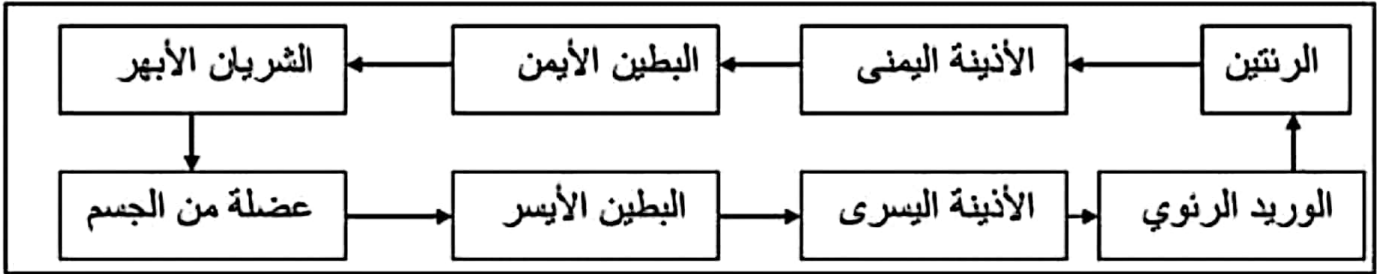 الرئتين
الأذينة اليمنى
البطين الأيمن
الشريان الأبهر
الوريد الرئوي
الأذينة اليسرى
البطين الأيسر
عضلة من الجسم